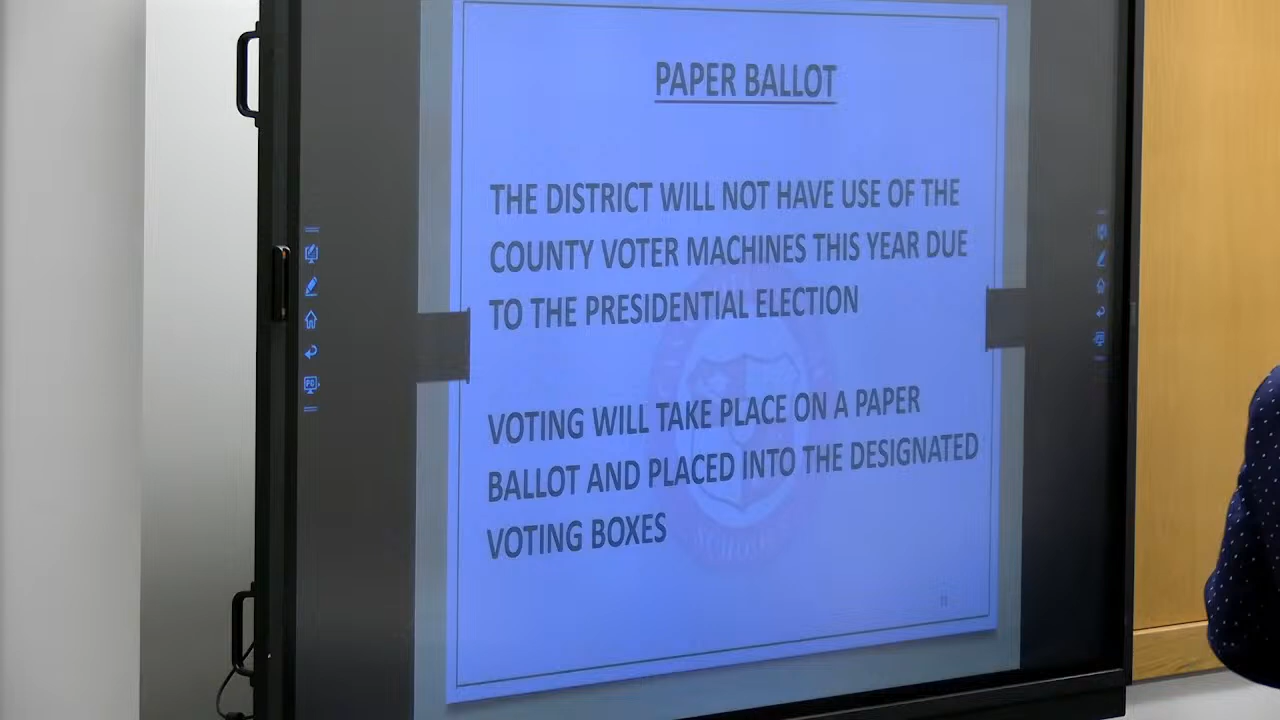 PAPER BALLOT
THE DISTRICT WILL NOT HAVE USE OF THE
COUNTY VOTER MACHINES THIS YEAR DUE
TO THE PRESIDENTIAL ELECTION
VOTING WILL TAKE PLACE ON A PAPER
BALLOT AND PLACED INTO THE DESIGNATED
VOTING BOXES